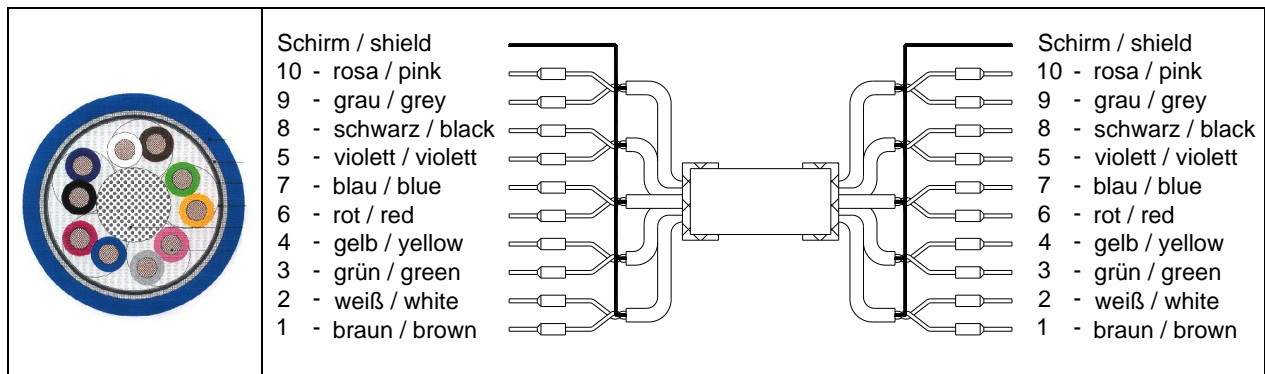 Schirm / shield
10 - rosa / pink
9 - grau / grey
8 - schwarz / black
5 - violett / violett
7 - blau / blue
6 - rot / red
4 - gelb / yellow
3 - grün / green
2 - weiß / white
1 - braun / brown
Schirm / shield
10 - rosa / pink
9 - grau / grey
8 - schwarz / black
5 - violett / violett
7 - blau / blue
6 - rot / red
4 - gelb / yellow
3 - grün / green
2 - weiß / white
1 - braun / brown